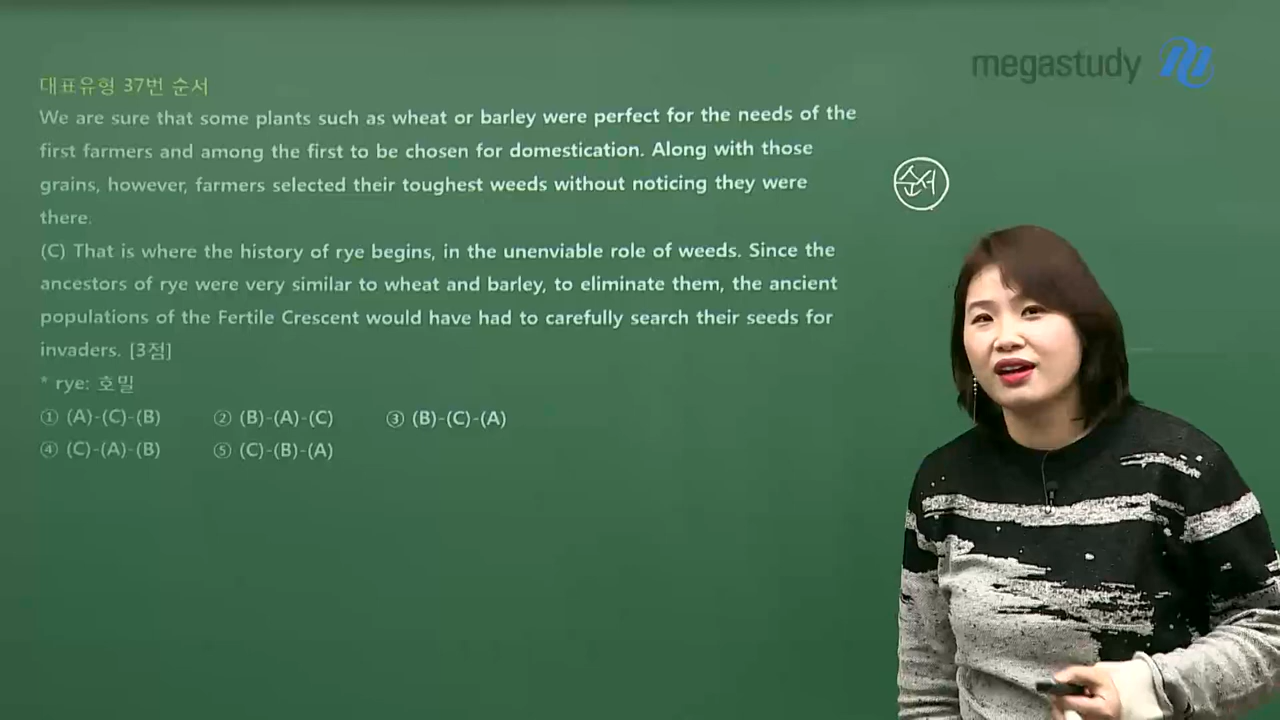 megastudy
대표유형 37번 순서
We are sure that some plants such as wheat or barley were perfect for the needs of the
first farmers and among the first to be chosen for domestication. Along with those
grains, however, farmers selected their toughest weeds without noticing they were
there.
(C) That is where the history of rye begins, in the unenviable role of weeds. Since the
ancestors of rye were very similar to wheat and barley, to eliminate them, the ancient
populations of the Fertile Crescent would have had to carefully search their seeds for
invaders. [3점]
* rye: 호밀
① (A)-(C)-(B) ② (B)-(A)-(C) ③ (B)-(C)-(A)
④ (C)-(A)-(B) ⑤ (C)-(B)-(A)
순서